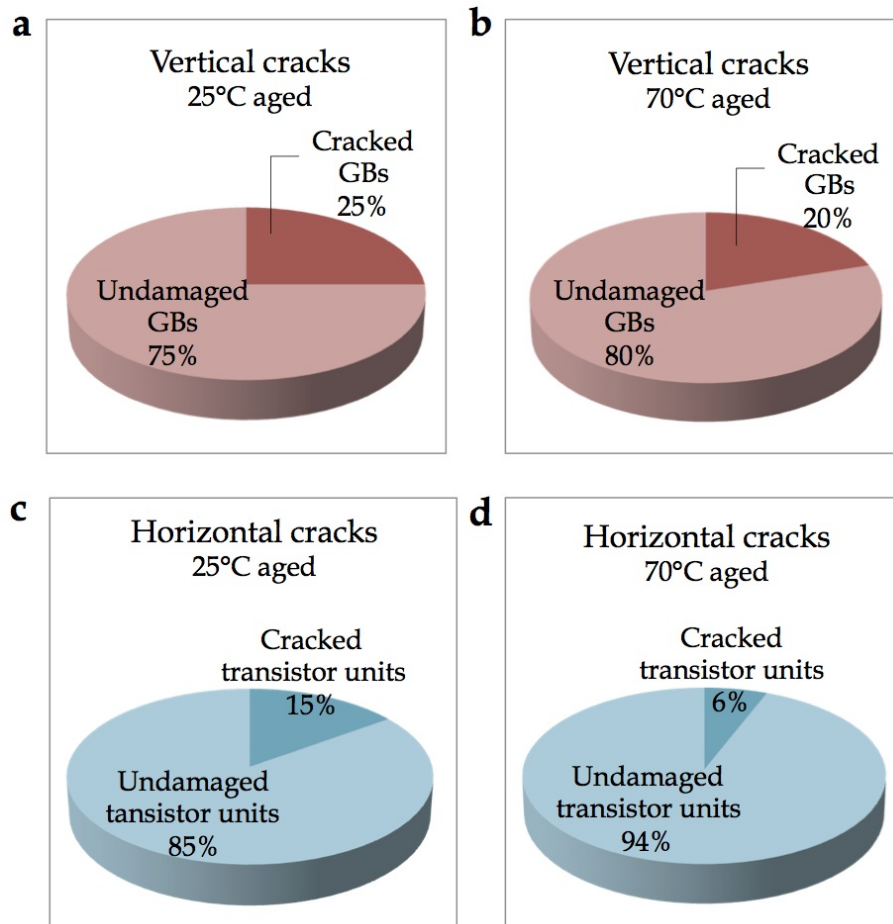 a
Vertical cracks
25°C aged
Cracked
GBs
25%
Undamaged
GBs
75%
b
Vertical cracks
70°C aged
Cracked
GBs
20%
Undamaged
GBs
80%
c
Horizontal cracks
25°C aged
Cracked
transistor units
15%
Undamaged
tansistor units
85%
d
Horizontal cracks
70°C aged
Cracked
transistor units
6%
Undamaged
transistor units
94%